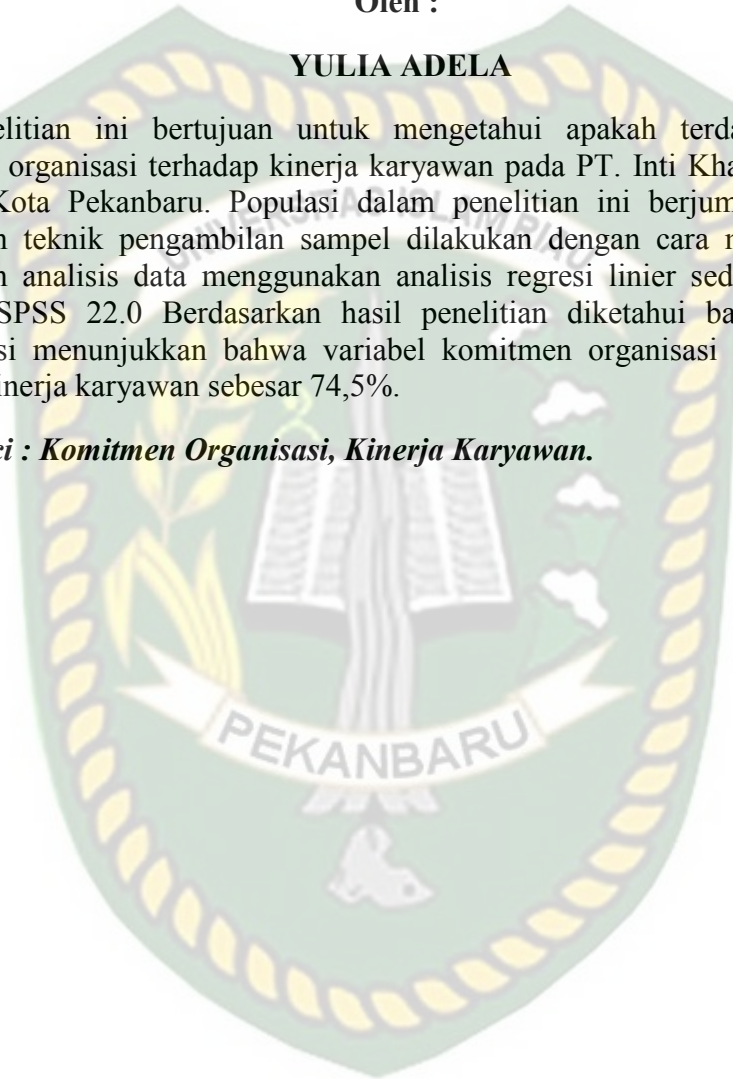 Oleh :
YULIA ADELA
elitian ini bertujuan untuk mengetahui apakah terda
organisasi terhadap kinerja karyawan pada PT. Inti Kha
Kota Pekanbaru. Populasi dalam penelitian ini berjum
n teknik pengambilan sampel dilakukan dengan cara m
n analisis data menggunakan analisis regresi linier sed
SPSS 22.0 Berdasarkan hasil penelitian diketahui ba
si menunjukkan bahwa variabel komitmen organisasi
inerja karyawan sebesar 74,5%.
ci : Komitmen Organisasi, Kinerja Karyawan.
UNIVERSITAS ISLAM RIAU
PEKANBARU